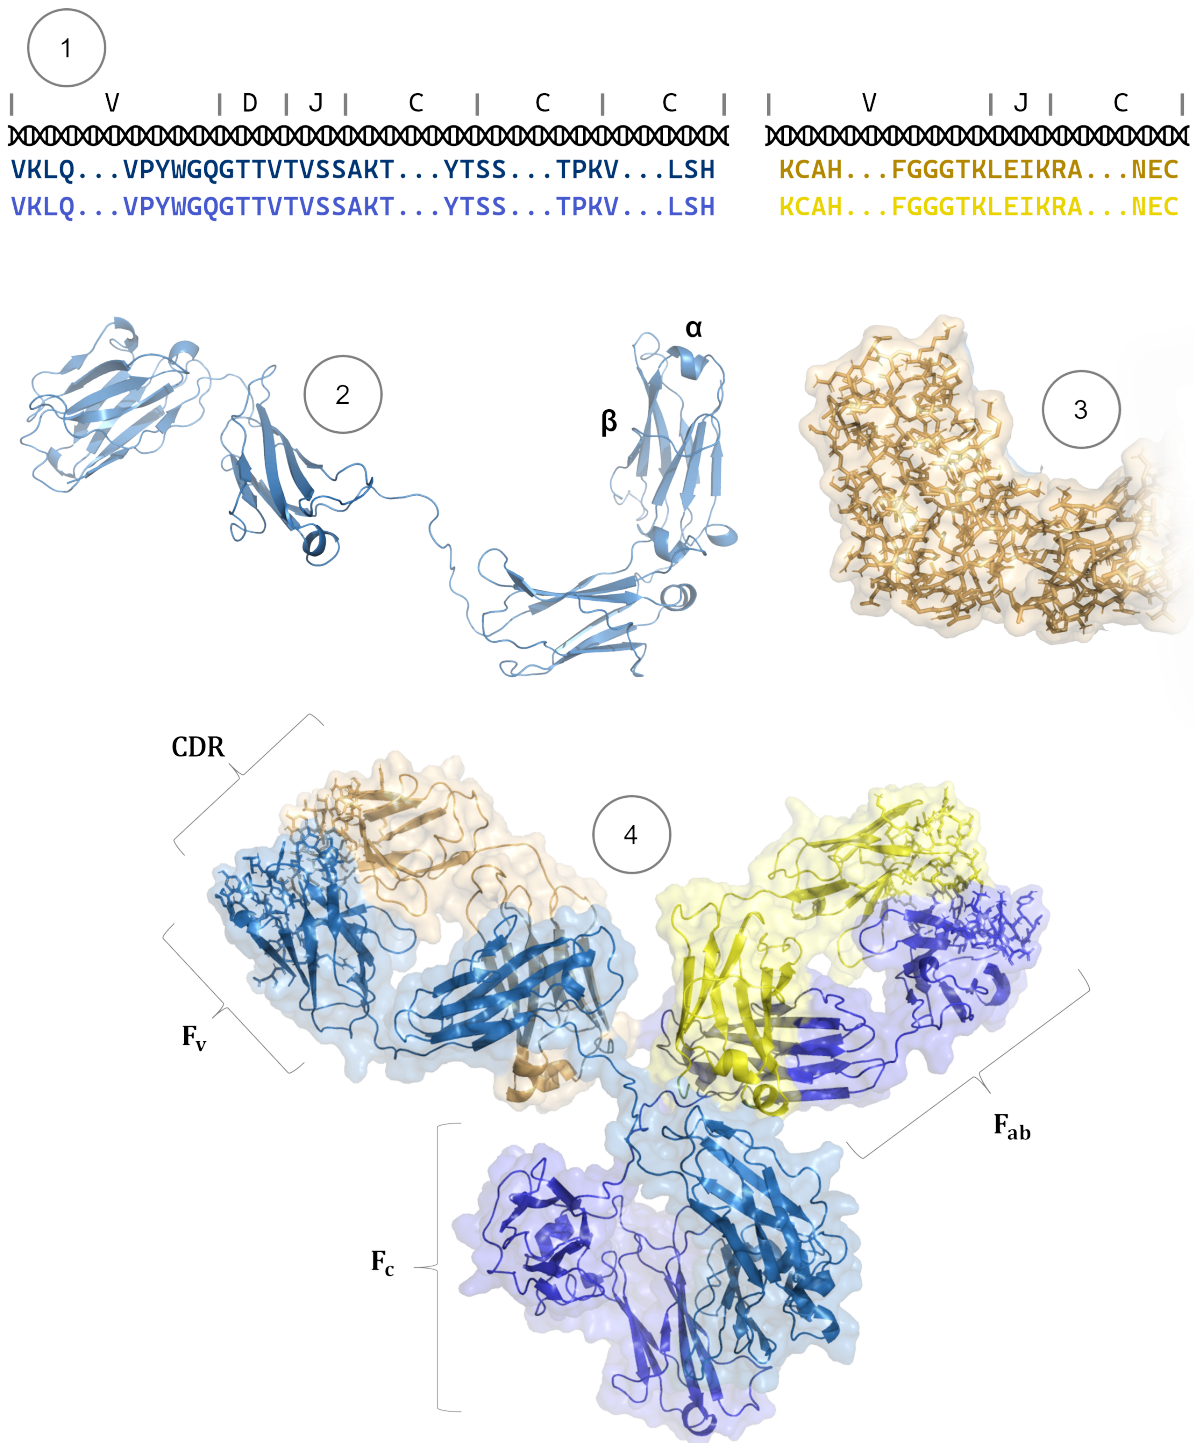 1
| V | D | J | C | C | C | | V | J | C |
VKLQ...VPYWGQGTTVTVSSAKT...YTSS...TPKV...LSH KCAH...FGGGTKLEIKRA...NEC
VKLQ...VPYWGQGTTVTVSSAKT...YTSS...TPKV...LSH KCAH...FGGGTKLEIKRA...NEC
α
2
3
β
CDR
4
Fv
Fab
Fc